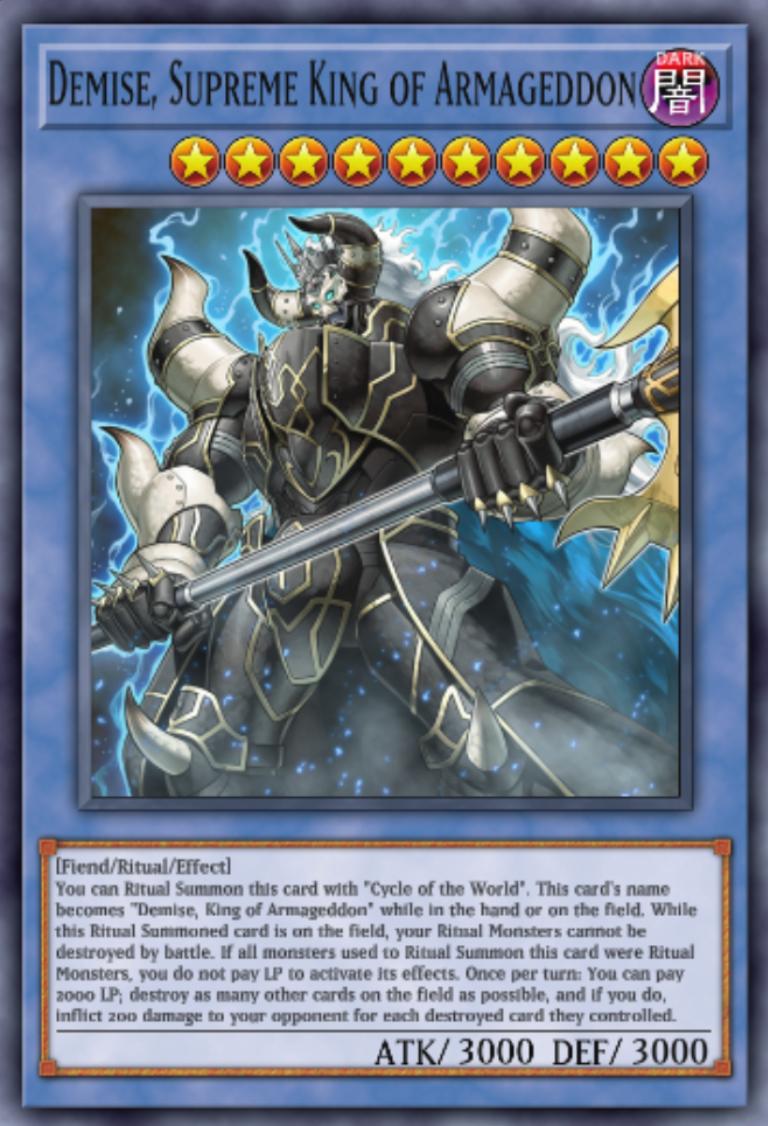 DEMISE, SUPREME KING OF ARMAGEDDON
DARK
闇
[Fiend/Ritual/Effect]
You can Ritual Summon this card with "Cycle of the World". This card's name
becomes "Demise, King of Armageddon" while in the hand or on the field. While
this Ritual Summoned card is on the field, your Ritual Monsters cannot be
destroyed by battle. If all monsters used to Ritual Summon this card were Ritual
Monsters, you do not pay LP to activate its effects. Once per turn: You can pay
2000 LP; destroy as many other cards on the field as possible, and if you do,
inflict 200 damage to your opponent for each destroyed card they controlled.
ATK/ 3000 DEF/ 3000